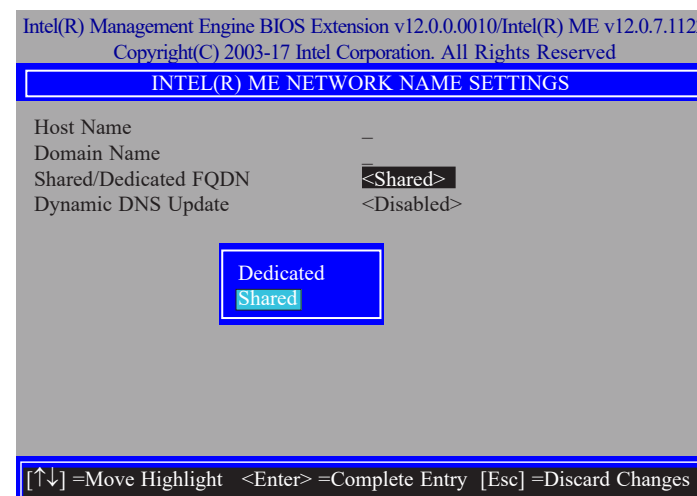 Intel(R) Management Engine BIOS Extension v12.0.0.0010/Intel(R) ME v12.0.7.112
Copyright(C) 2003-17 Intel Corporation. All Rights Reserved
INTEL(R) ME NETWORK NAME SETTINGS
Host Name _
Domain Name _
Shared/Dedicated FQDN <Shared>
Dynamic DNS Update <Disabled>
Dedicated
Shared
[↑↓] =Move Highlight <Enter> =Complete Entry [Esc] =Discard Changes